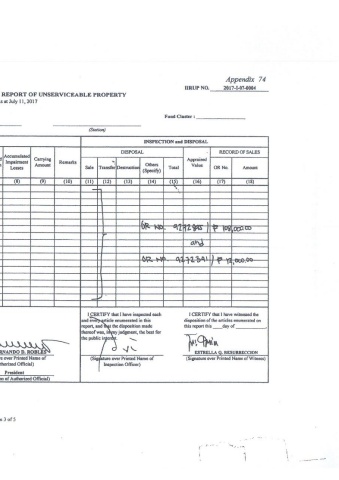 Appendix 74
IIRUP NO. 2017-I-07-0004
REPORT OF UNSERVICEABLE PROPERTY
s at July 11, 2017
Fund Cluster :
(Station)
INSPECTION and DISPOSAL
DISPOSAL
RECORD OF SALES
Accumulated Impairment Losses
Carrying Amount
Remarks
Sale
Transfer
Destruction
Others (Specify)
Total
Appraised Value
OR No.
Amount
(8) (9) (10) (11) (12) (13) (14) (15) (16) (17) (18)
OR No. 9272385 / ₱ 108,000.00
and
OR No. 9272391 / ₱ 12,000.00
I CERTIFY that I have inspected each
and every article enumerated in this
report, and that the disposition made
thereof was, in my judgment, the best for
the public interest.
I CERTIFY that I have witnessed the
disposition of the articles enumerated on
this report this ____ day of
RNANDO D. ROBLES
e over Printed Name of
thorized Official)
President
on of Authorized Official)
(Signature over Printed Name of
Inspection Officer)
ESTRELLA Q. RESURRECCION
(Signature over Printed Name of Witness)
e 3 of 5